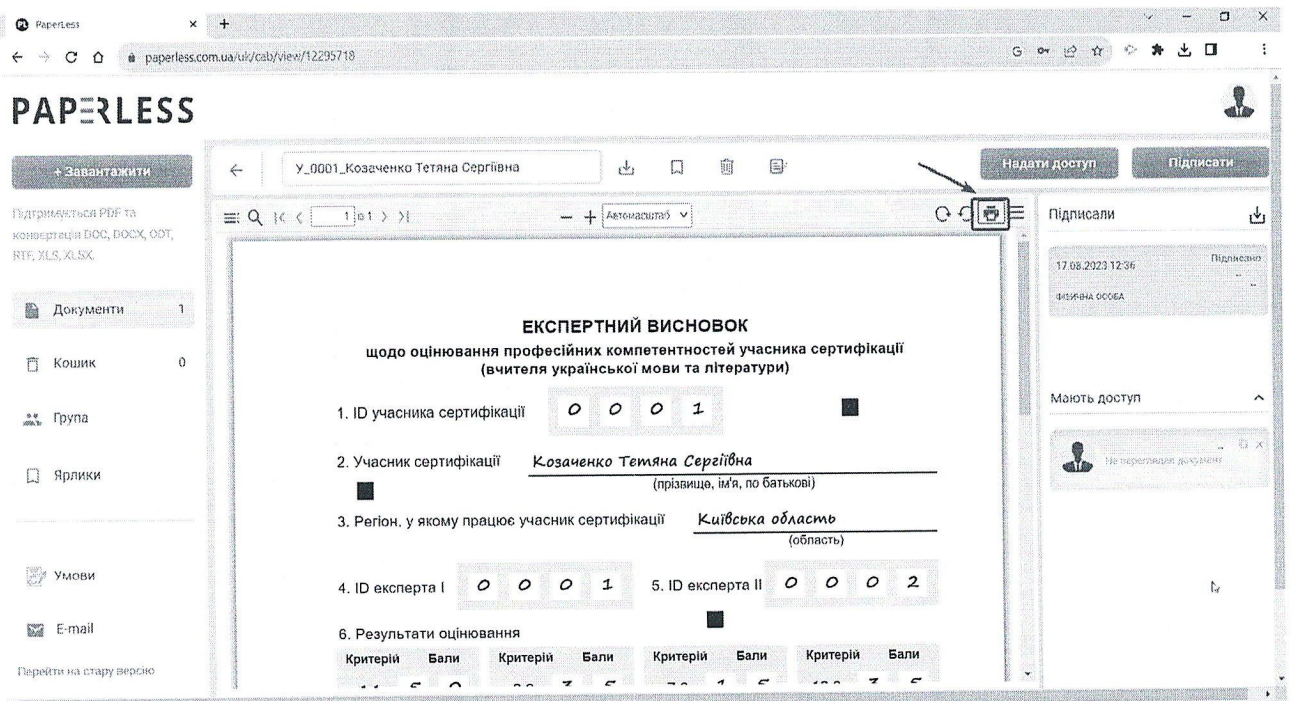 PaperLess
paperless.com.ua/uk/cab/view/12295718
PAPERLESS
+ Завантажити
Підтримується PDF та
конвертація DOC, DOCX, ODT,
RTF, XLS, XLSX.
Документи 1
Кошик 0
Група
Ярлики
Умови
E-mail
Перейти на стару версію
У_0001_Козаченко Тетяна Сергіївна
Надати доступ
Підписати
1 з 1
Автомасштаб
ЕКСПЕРТНИЙ ВИСНОВОК
щодо оцінювання професійних компетентностей учасника сертифікації
(вчителя української мови та літератури)
1. ID учасника сертифікації 0 0 0 1
2. Учасник сертифікації Козаченко Тетяна Сергіївна
(прізвище, ім'я, по батькові)
3. Регіон, у якому працює учасник сертифікації Київська область
(область)
4. ID експерта І 0 0 0 1 5. ID експерта ІІ 0 0 0 2
6. Результати оцінювання
Критерій Бали Критерій Бали Критерій Бали Критерій Бали
Підписали
17.08.2023 12:36 Підписано
ФІЗИЧНА ОСОБА
Мають доступ
Не переглядав документ